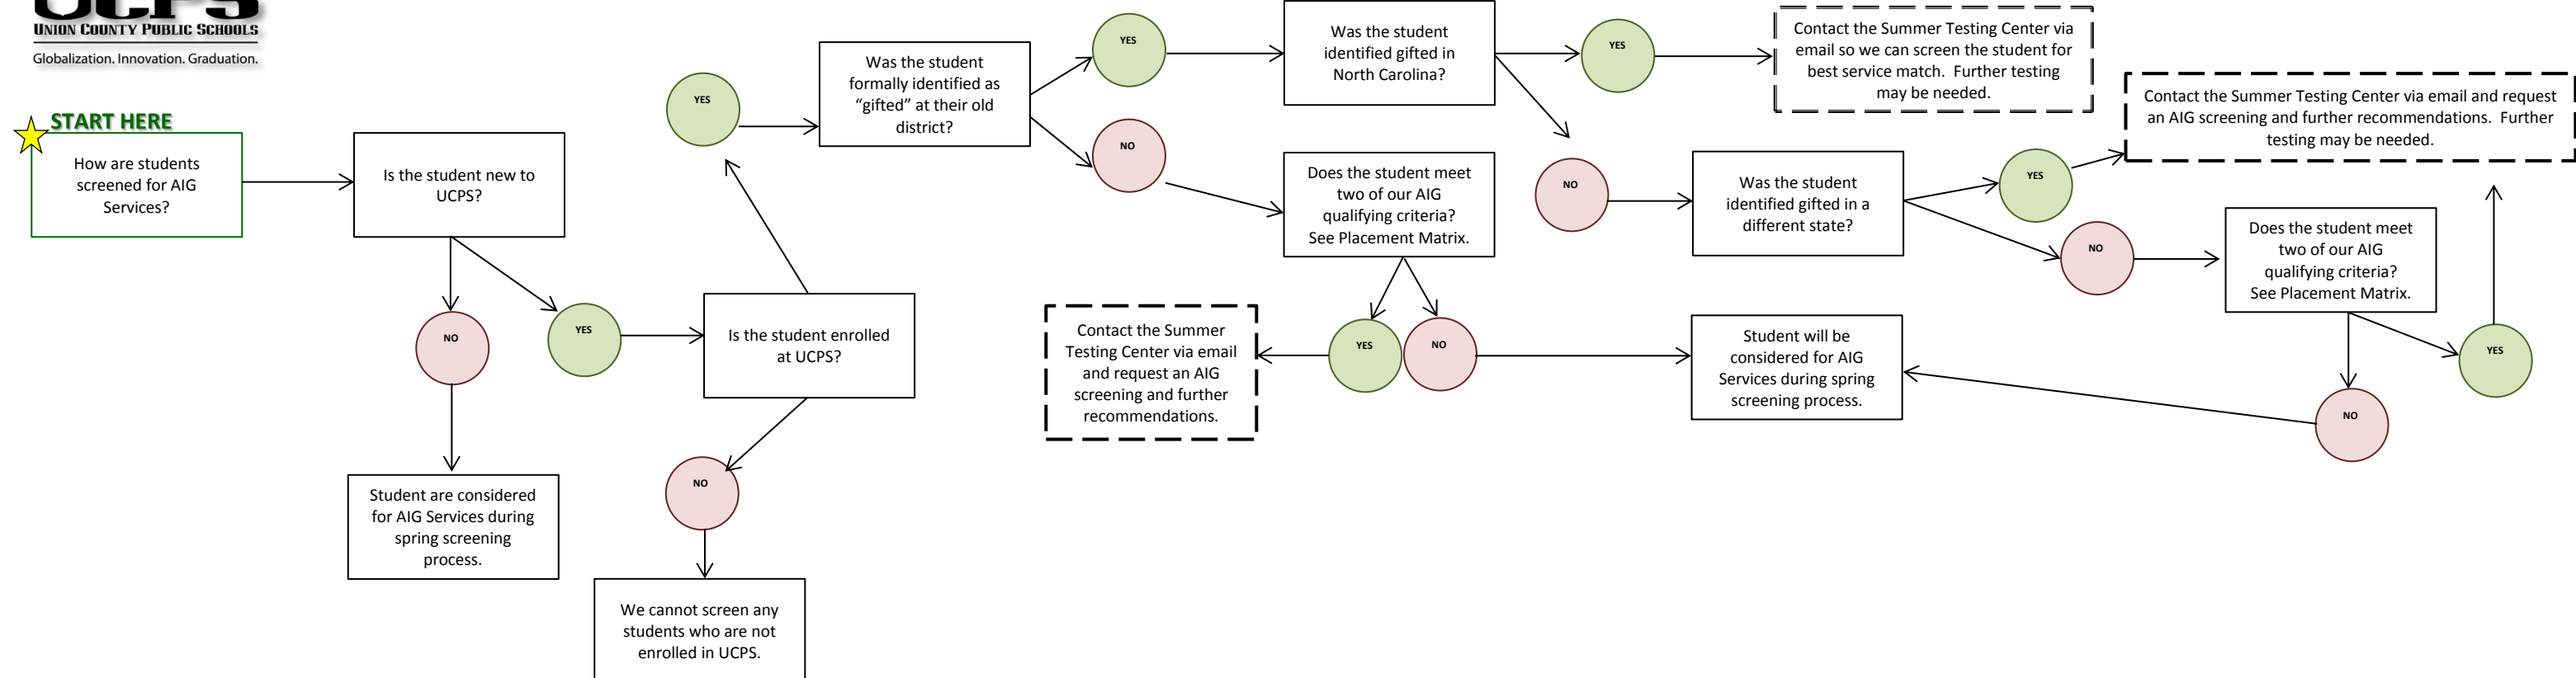 UCPS
UNION COUNTY PUBLIC SCHOOLS
Globalization. Innovation. Graduation.
START HERE
How are students
screened for AIG
Services?
Is the student new to
UCPS?
NO
Student are considered
for AIG Services during
spring screening
process.
YES
Is the student enrolled
at UCPS?
NO
We cannot screen any
students who are not
enrolled in UCPS.
YES
Was the student
formally identified as
“gifted” at their old
district?
YES
NO
Was the student
identified gifted in
North Carolina?
YES
Contact the Summer Testing Center via
email so we can screen the student for
best service match. Further testing
may be needed.
Does the student meet
two of our AIG
qualifying criteria?
See Placement Matrix.
YES
NO
Contact the Summer
Testing Center via email
and request an AIG
screening and further
recommendations.
Student will be
considered for AIG
Services during spring
screening process.
NO
Was the student
identified gifted in a
different state?
YES
Contact the Summer Testing Center via email and request
an AIG screening and further recommendations. Further
testing may be needed.
NO
Does the student meet
two of our AIG
qualifying criteria?
See Placement Matrix.
YES
NO